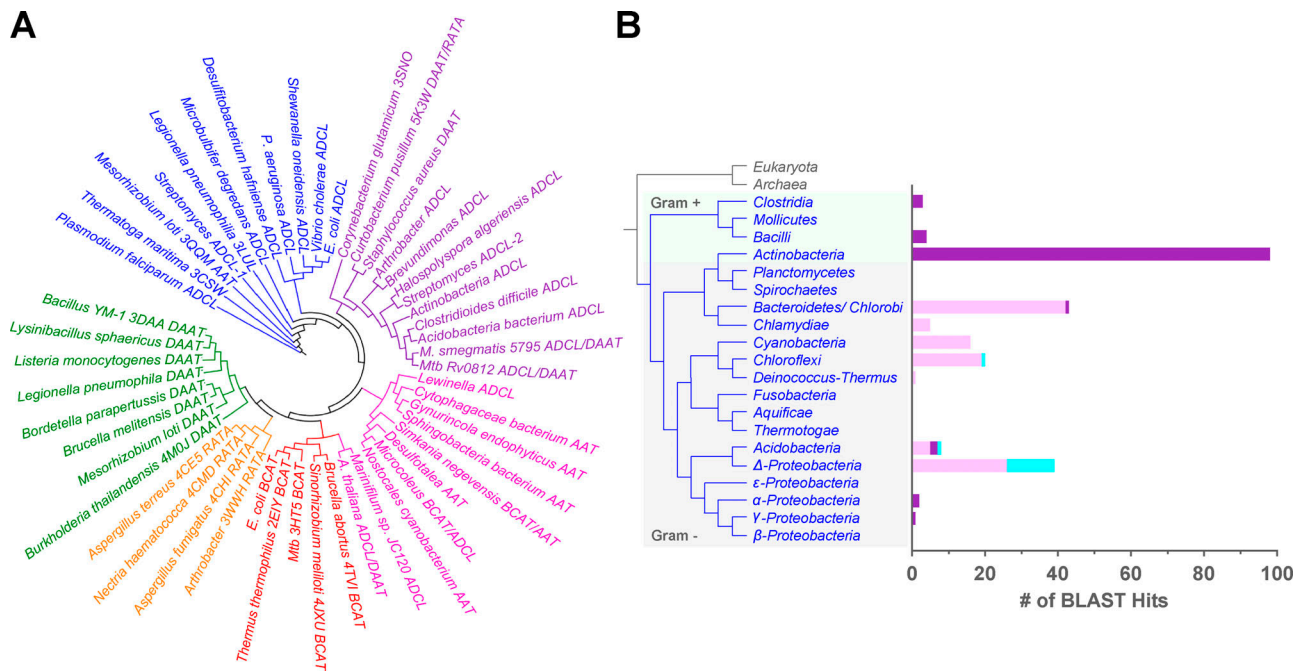 A
Plasmodium falciparum ADCL
Thermatoga maritima 3CSW
Mesorhizobium loti 3QQM AAT
Streptomyces ADCL-1
Legionella pneumophilia 3LUL
Microbulbifer degredans ADCL
Desulfitobacterium hafniense ADCL
P. aeruginosa ADCL
Shewanella oneidensis ADCL
Vibrio cholerae ADCL
E. coli ADCL
Corynebacterium glutamicum 3SNO
Curtobacterium pusillum 5K3W DAAT/RATA
Staphylococcus aureus DAAT
Arthrobacter ADCL
Brevundimonas ADCL
Halospolyspora algeriensis ADCL
Streptomyces ADCL-2
Actinobacteria ADCL
Clostridioides difficile ADCL
Acidobacteria bacterium ADCL
M. smegmatis 5795 ADCL/DAAT
Mtb Rv0812 ADCL/DAAT
Lewinella ADCL
Cytophagaceae bacterium AAT
Gynurincola endophyticus AAT
Sphingobacteria bacterium AAT
Simkania negevensis BCAT/AAT
Desulfotalea AAT
Microcoleus BCAT/ADCL
Nostocales cyanobacterium AAT
Marinifilum sp. JC120 ADCL
A. thaliana ADCL/DAAT
Brucella abortus 4TVI BCAT
Sinorhizobium meliloti 4JXU BCAT
Mtb 3HT5 BCAT
Thermus thermophilus 2EIY BCAT
E. coli BCAT
Arthrobacter 3WWH RATA
Aspergillus fumigatus 4CHI RATA
Nectria haematococca 4CMD RATA
Aspergillus terreus 4CE5 RATA
Burkholderia thailandensis 4M0J DAAT
Mesorhizobium loti DAAT
Brucella melitensis DAAT
Bordetella parapertussis DAAT
Legionella pneumophila DAAT
Listeria monocytogenes DAAT
Lysinibacillus sphaericus DAAT
Bacillus YM-1 3DAA DAAT
B
Eukaryota
Archaea
Gram +
Clostridia
Mollicutes
Bacilli
Actinobacteria
Planctomycetes
Spirochaetes
Bacteroidetes/ Chlorobi
Chlamydiae
Cyanobacteria
Chloroflexi
Deinococcus-Thermus
Fusobacteria
Aquificae
Thermotogae
Acidobacteria
Δ-Proteobacteria
ε-Proteobacteria
α-Proteobacteria
γ-Proteobacteria
Gram -
β-Proteobacteria
0 20 40 60 80 100
# of BLAST Hits